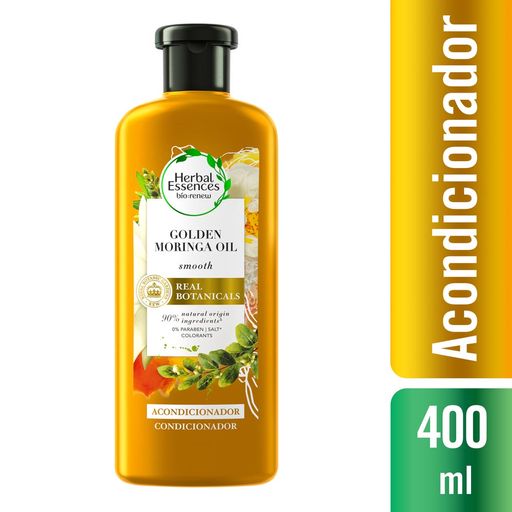 Herbal
Essences
bio:renew
GOLDEN
MORINGA OIL
smooth
REAL
BOTANICALS
90% natural origin
ingredients*
0% PARABEN | SALT*
COLORANTS
ACONDICIONADOR
CONDICIONADOR
Acondicionador
400
ml